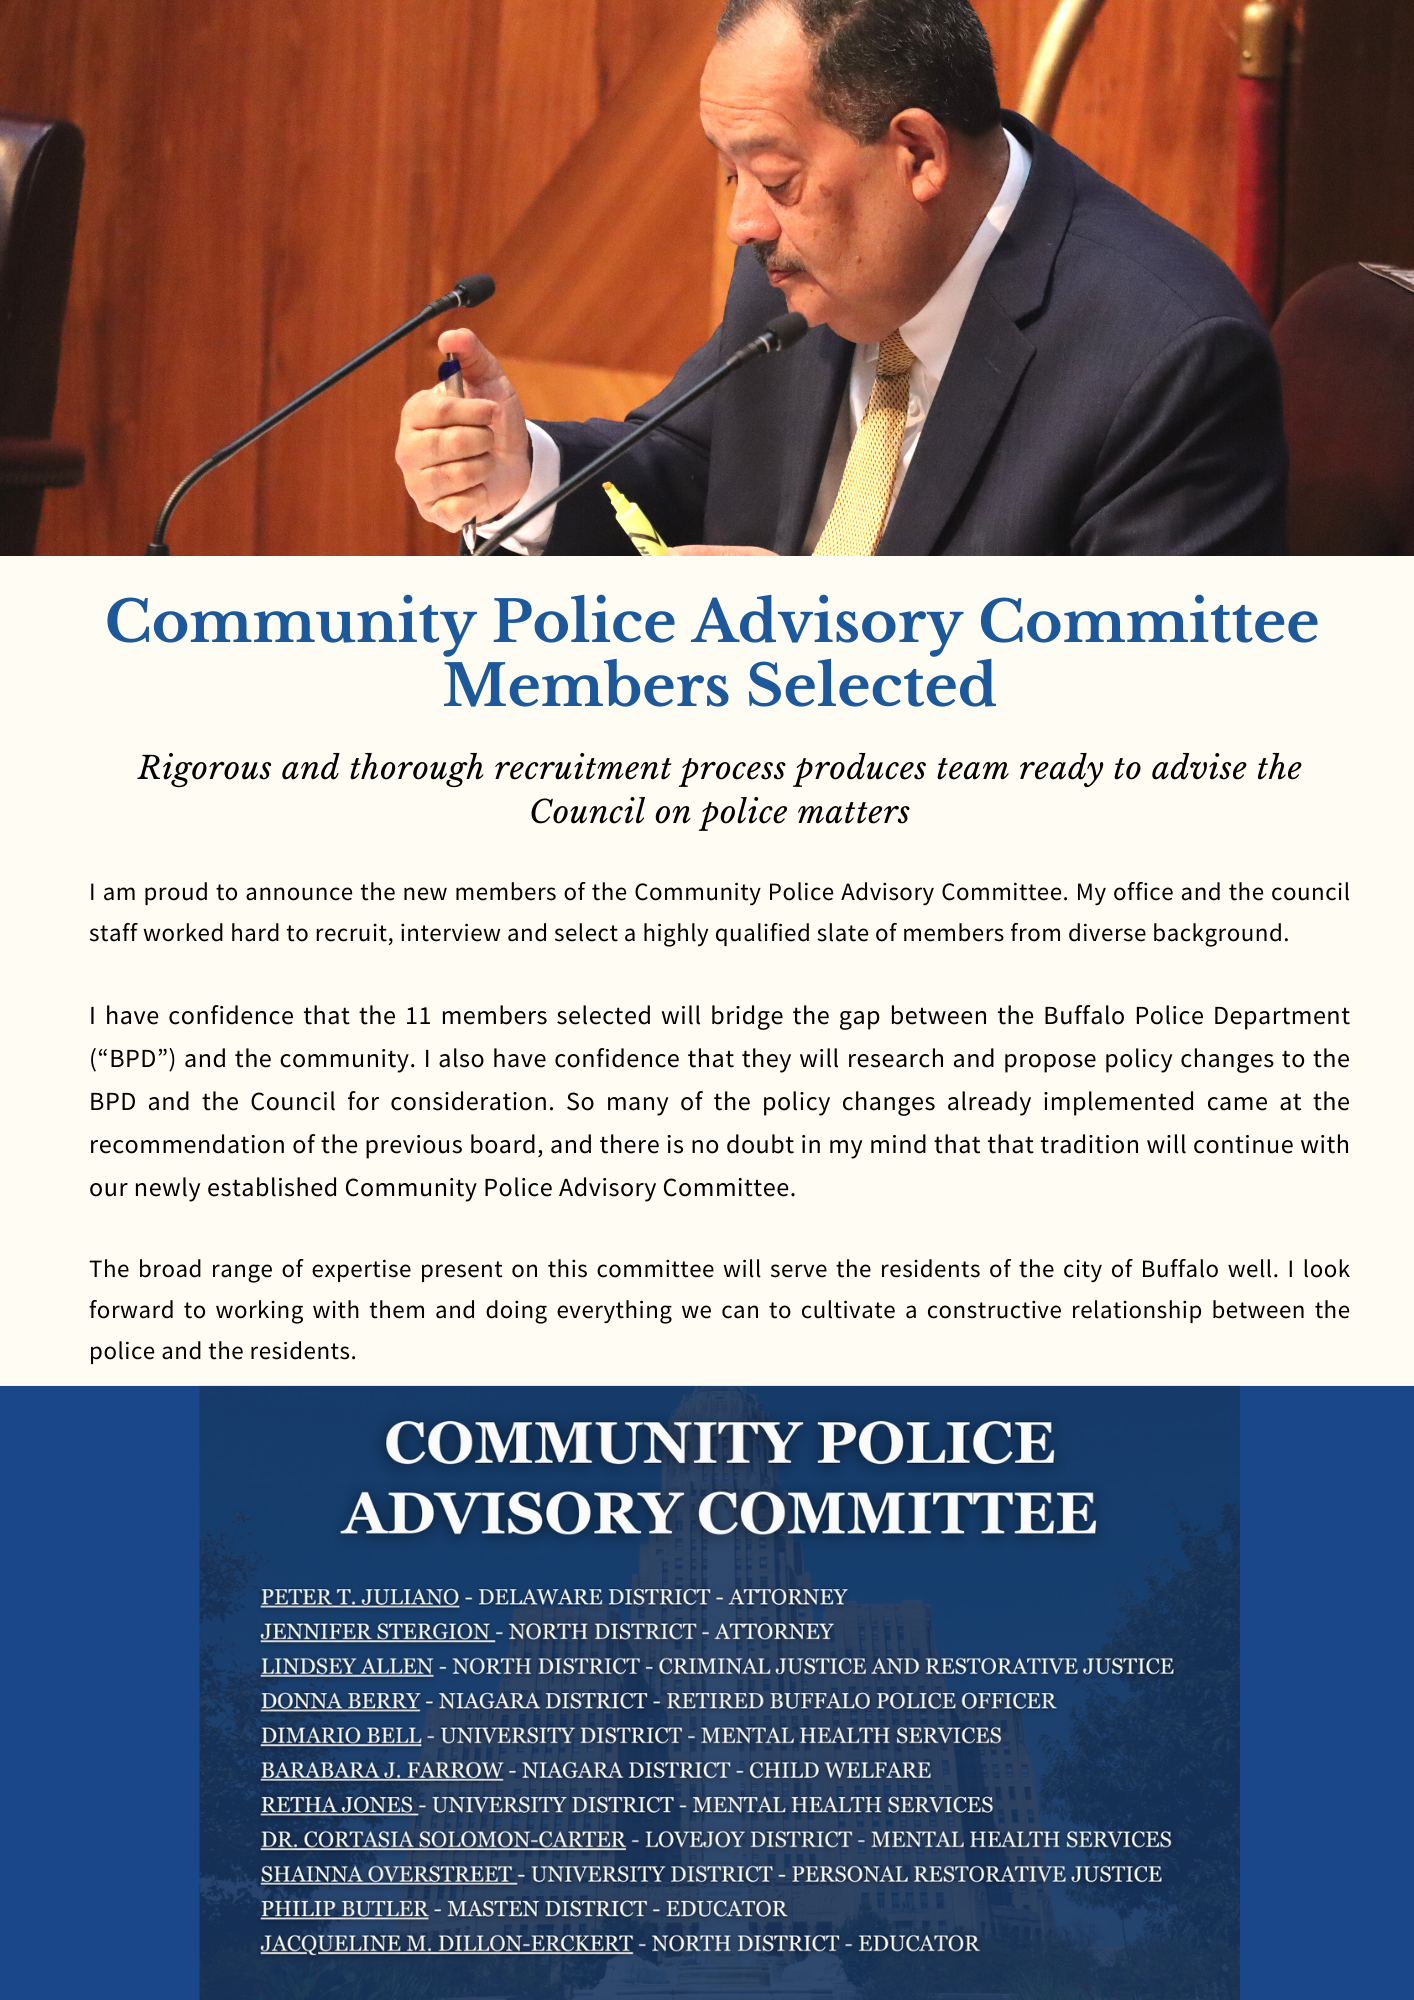 Community Police Advisory Committee
Members Selected
Rigorous and thorough recruitment process produces team ready to advise the
Council on police matters
I am proud to announce the new members of the Community Police Advisory Committee. My office and the council
staff worked hard to recruit, interview and select a highly qualified slate of members from diverse background.
I have confidence that the 11 members selected will bridge the gap between the Buffalo Police Department
(“BPD”) and the community. I also have confidence that they will research and propose policy changes to the
BPD and the Council for consideration. So many of the policy changes already implemented came at the
recommendation of the previous board, and there is no doubt in my mind that that tradition will continue with
our newly established Community Police Advisory Committee.
The broad range of expertise present on this committee will serve the residents of the city of Buffalo well. I look
forward to working with them and doing everything we can to cultivate a constructive relationship between the
police and the residents.
COMMUNITY POLICE
ADVISORY COMMITTEE
PETER T. JULIANO - DELAWARE DISTRICT - ATTORNEY
JENNIFER STERGION - NORTH DISTRICT - ATTORNEY
LINDSEY ALLEN - NORTH DISTRICT - CRIMINAL JUSTICE AND RESTORATIVE JUSTICE
DONNA BERRY - NIAGARA DISTRICT - RETIRED BUFFALO POLICE OFFICER
DIMARIO BELL - UNIVERSITY DISTRICT - MENTAL HEALTH SERVICES
BARABARA J. FARROW - NIAGARA DISTRICT - CHILD WELFARE
RETHA JONES - UNIVERSITY DISTRICT - MENTAL HEALTH SERVICES
DR. CORTASIA SOLOMON-CARTER - LOVEJOY DISTRICT - MENTAL HEALTH SERVICES
SHAINNA OVERSTREET - UNIVERSITY DISTRICT - PERSONAL RESTORATIVE JUSTICE
PHILIP BUTLER - MASTEN DISTRICT - EDUCATOR
JACQUELINE M. DILLON-ERCKERT - NORTH DISTRICT - EDUCATOR